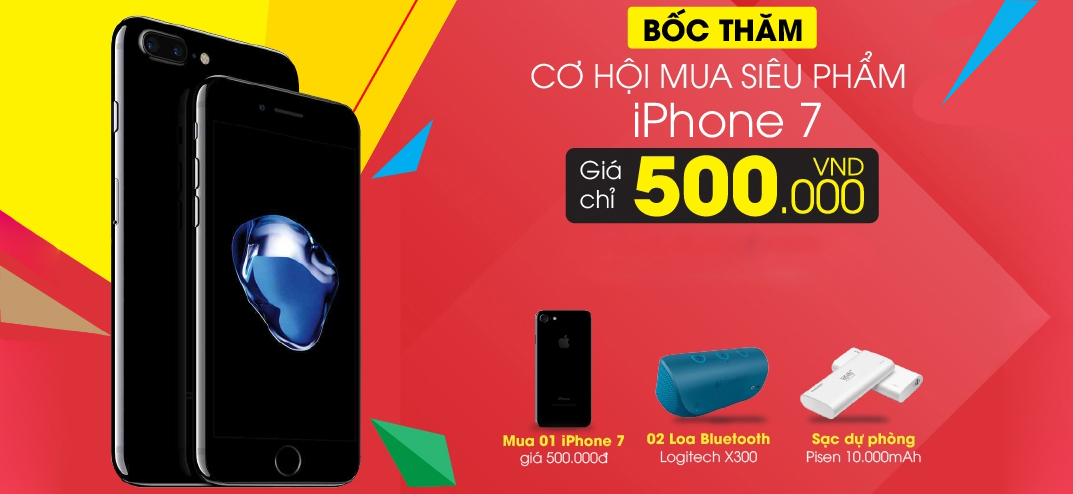 BỐC THĂM
CƠ HỘI MUA SIÊU PHẨM
iPhone 7
Giá chỉ 500.000 VND
Mua 01 iPhone 7
giá 500.000đ
02 Loa Bluetooth
Logitech X300
Sạc dự phòng
Pisen 10.000mAh